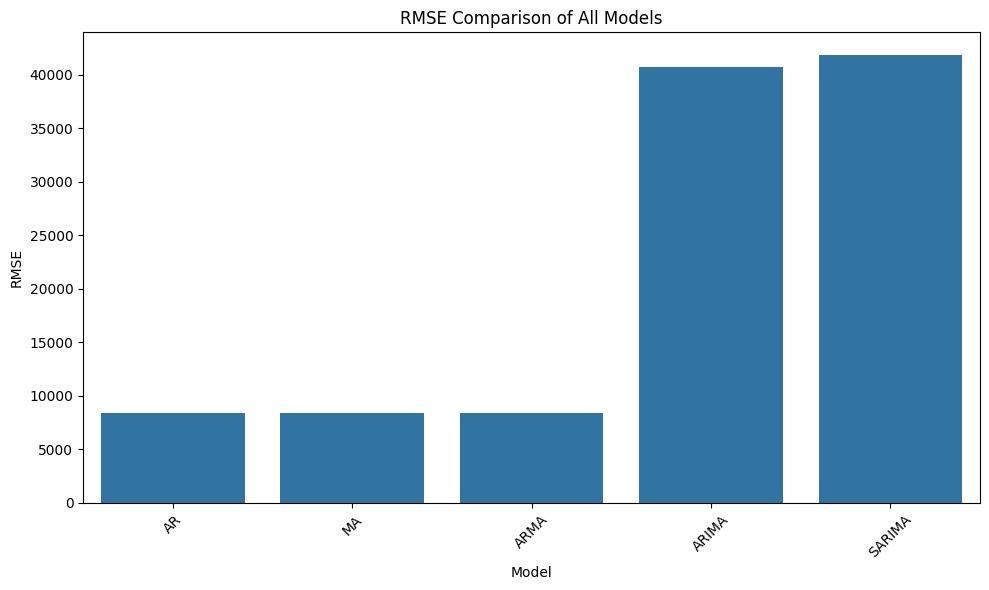 RMSE Comparison of All Models
40000
35000
30000
25000
20000
15000
10000
5000
0
RMSE
AR
MA
ARMA
ARIMA
SARIMA
Model